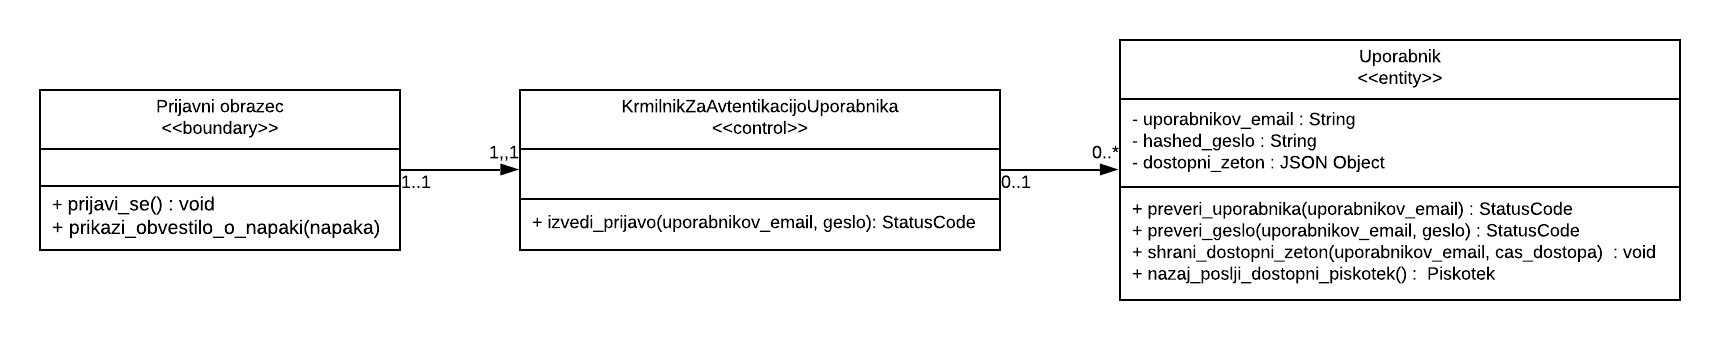 Prijavni obrazec
<<boundary>>
+ prijavi_se() : void
+ prikazi_obvestilo_o_napaki(napaka)
1,,1
1..1
KrmilnikZaAvtentikacijoUporabnika
<<control>>
+ izvedi_prijavo(uporabnikov_email, geslo): StatusCode
0..*
0..1
Uporabnik
<<entity>>
- uporabnikov_email : String
- hashed_geslo : String
- dostopni_zeton : JSON Object
+ preveri_uporabnika(uporabnikov_email) : StatusCode
+ preveri_geslo(uporabnikov_email, geslo) : StatusCode
+ shrani_dostopni_zeton(uporabnikov_email, cas_dostopa)  : void
+ nazaj_poslji_dostopni_piskotek() :  Piskotek